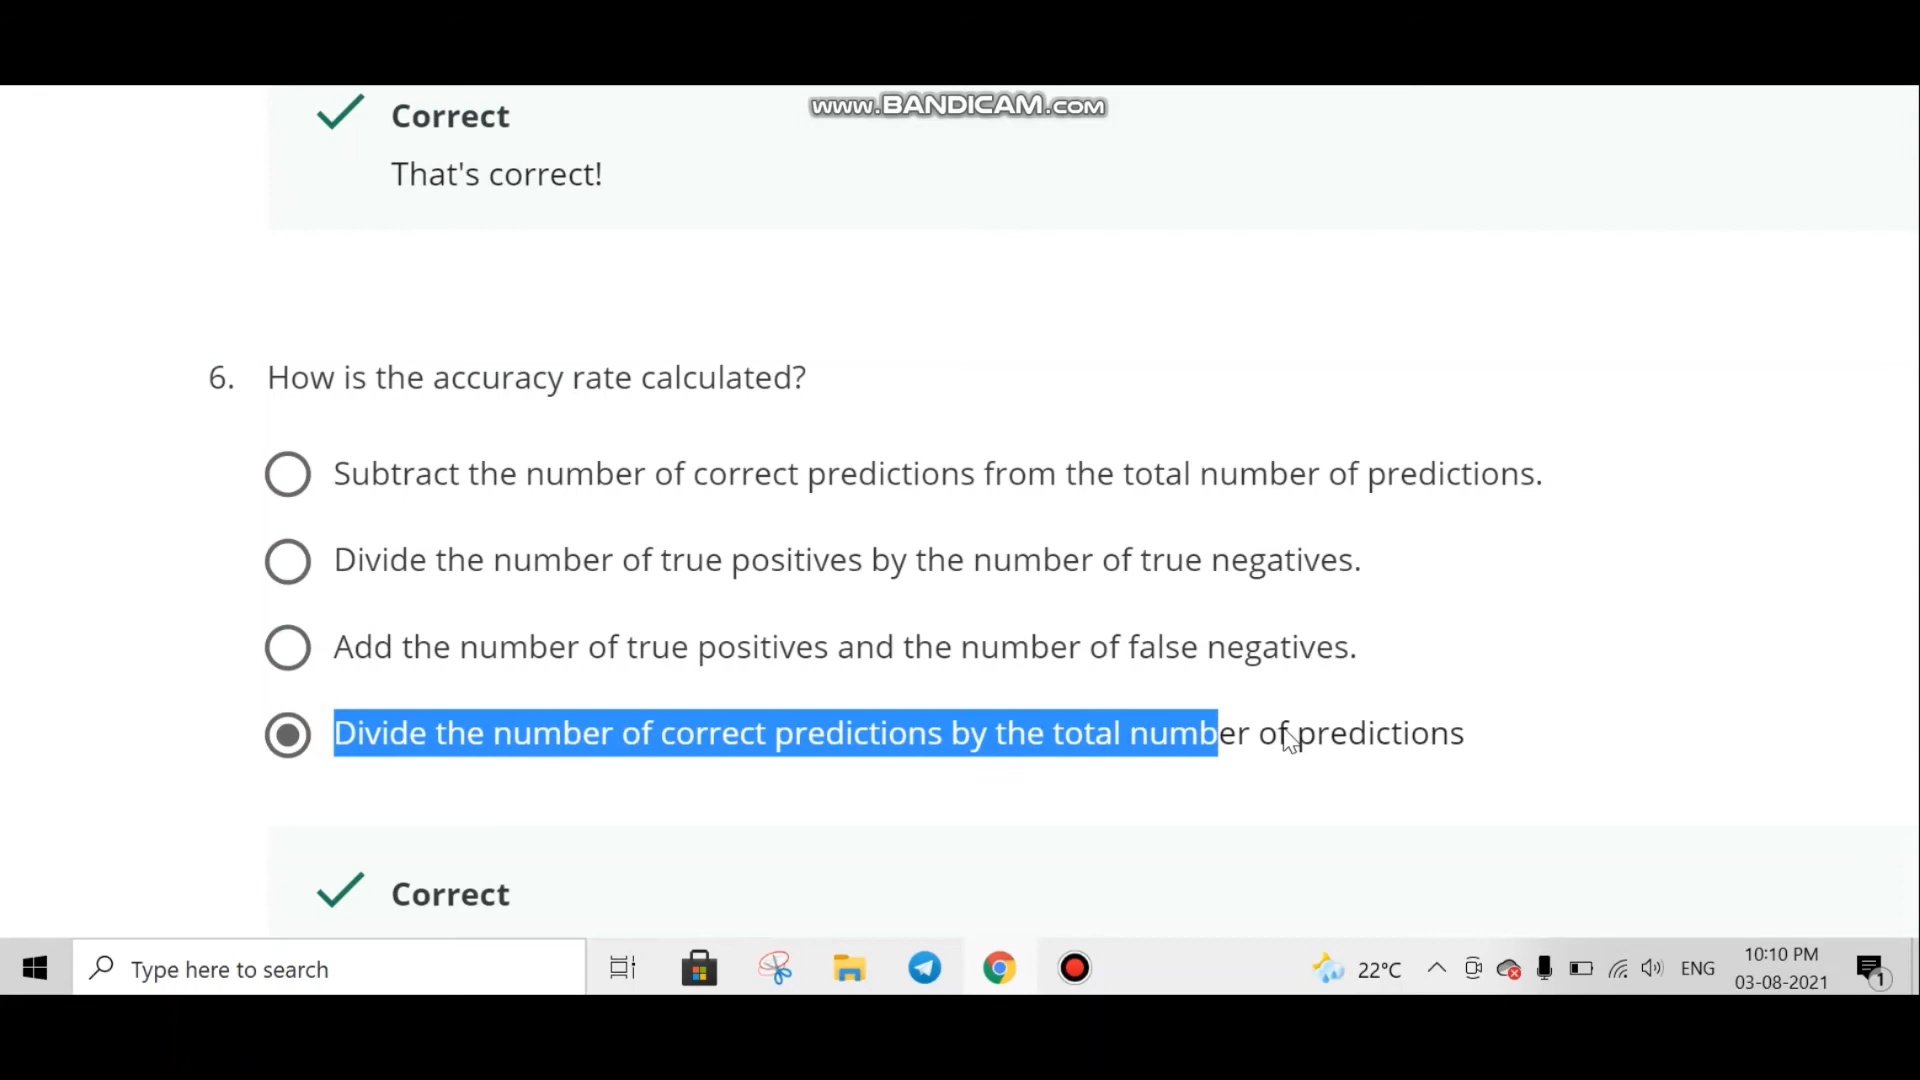 www.BANDICAM.com
Correct
That's correct!
6. How is the accuracy rate calculated?
Subtract the number of correct predictions from the total number of predictions.
Divide the number of true positives by the number of true negatives.
Add the number of true positives and the number of false negatives.
Divide the number of correct predictions by the total number of predictions
Correct
Type here to search
22°C
ENG
10:10 PM
03-08-2021
1